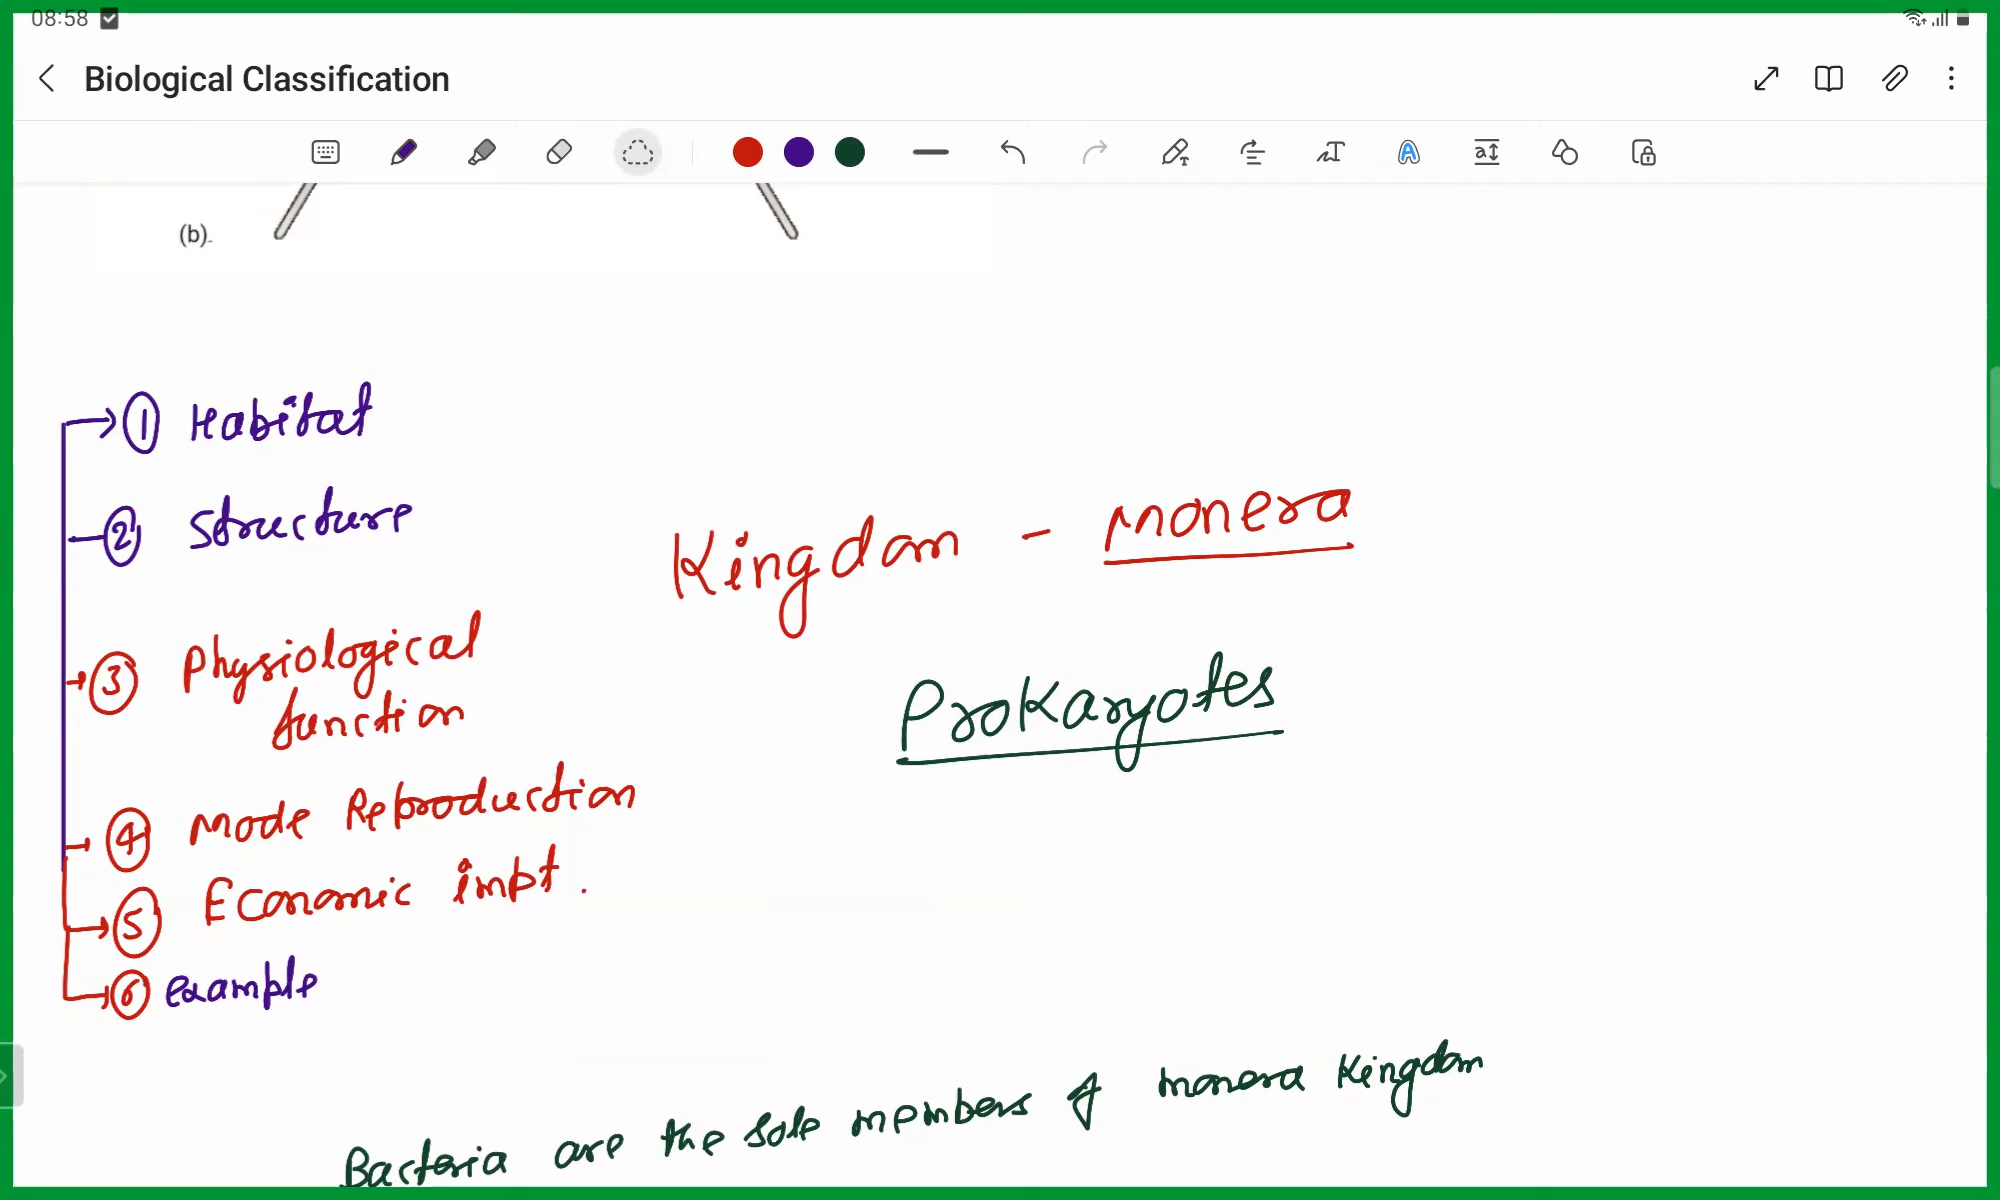 08:58
Biological Classification
(b).
① Habitat
② Structure
Kingdom - Monera
③ Physiological
function
Prokaryotes
④ Mode Reproduction
⑤ Economic impt.
⑥ example
Bacteria are the sole members of monera Kingdom